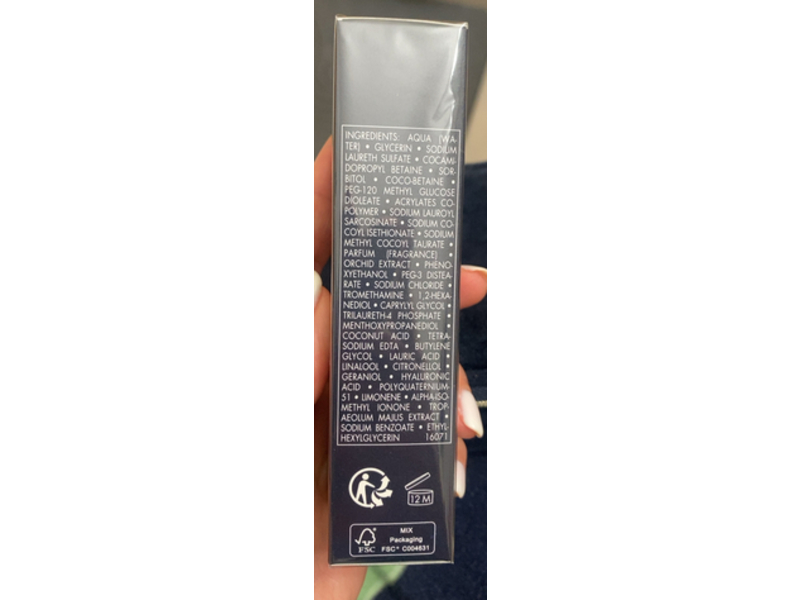 INGREDIENTS: AQUA (WA-
TER) • GLYCERIN • SODIUM
LAURETH SULFATE • COCAMI-
DOPROPYL BETAINE • SOR-
BITOL • COCO-BETAINE •
PEG-120 METHYL GLUCOSE
DIOLEATE • ACRYLATES CO-
POLYMER • SODIUM LAUROYL
SARCOSINATE • SODIUM CO-
COYL ISETHIONATE • SODIUM
METHYL COCOYL TAURATE •
PARFUM (FRAGRANCE) •
ORCHID EXTRACT • PHENO-
XYETHANOL • PEG-3 DISTEA-
RATE • SODIUM CHLORIDE •
TROMETHAMINE • 1,2-HEXA-
NEDIOL • CAPRYLYL GLYCOL •
TRILAURETH-4 PHOSPHATE •
MENTHOXYPROPANEDIOL •
COCONUT ACID • TETRA-
SODIUM EDTA • BUTYLENE
GLYCOL • LAURIC ACID •
LINALOOL • CITRONELLOL •
GERANIOL • HYALURONIC
ACID • POLYQUATERNIUM-
51 • LIMONENE • ALPHA-ISO-
METHYL IONONE • TROP-
AEOLUM MAJUS EXTRACT •
SODIUM BENZOATE • ETHYL-
HEXYLGLYCERIN 16071
12 M
MIX
Packaging
FSC FSC® C004631